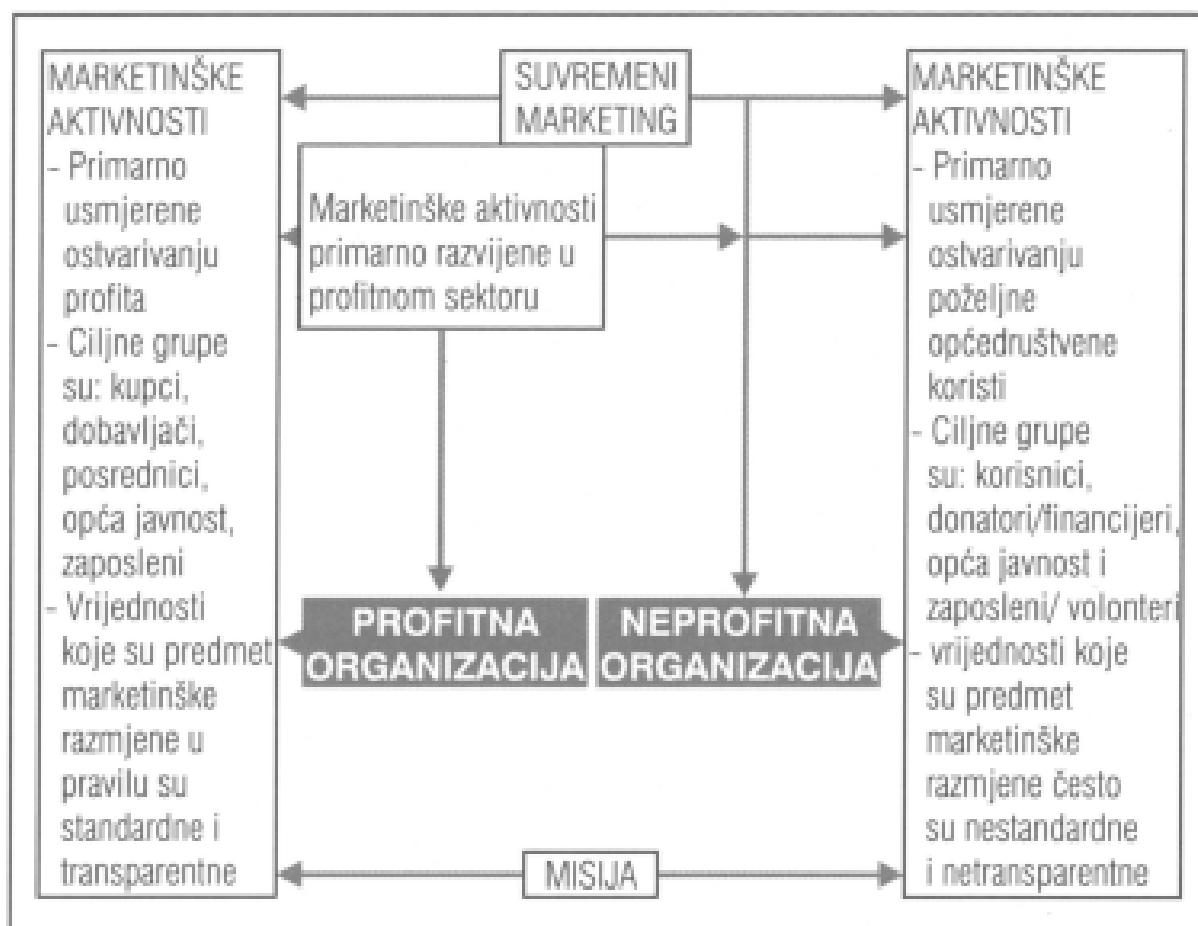 MARKETINŠKE
AKTIVNOSTI
- Primarno
usmjerene
ostvarivanju
profita
- Ciljne grupe
su: kupci,
dobavljači,
posrednici,
opća javnost,
zaposleni
- Vrijednosti
koje su predmet
marketinške
razmjene u
pravilu su
standardne i
transparentne
SUVREMENI
MARKETING
Marketinške aktivnosti
primarno razvijene u
profitnom sektoru
PROFITNA
ORGANIZACIJA
NEPROFITNA
ORGANIZACIJA
MISIJA
MARKETINŠKE
AKTIVNOSTI
- Primarno
usmjerene
ostvarivanju
poželjne
općedruštvene
koristi
- Ciljne grupe
su: korisnici,
donatori/financijeri,
opća javnost i
zaposleni/ volonteri
- vrijednosti koje
su predmet
marketinške
razmjene često
su nestandardne
i netransparentne